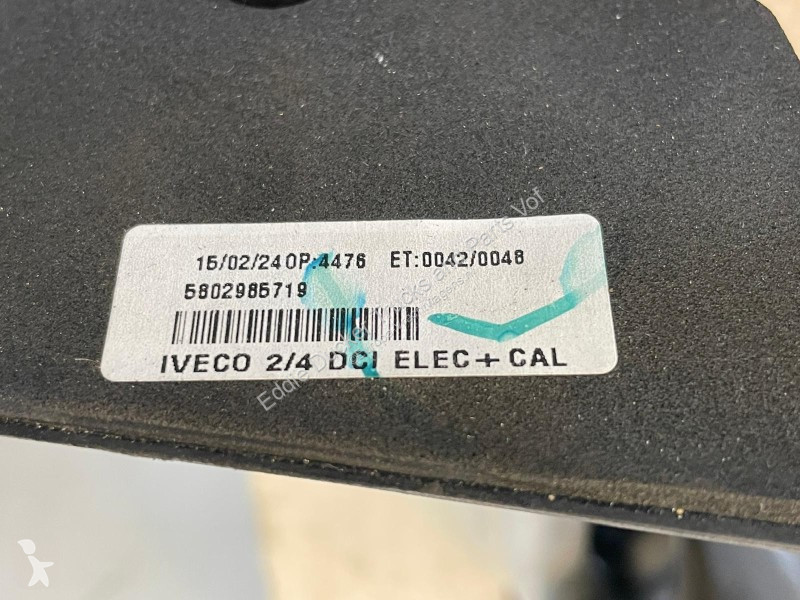 15/02/24 OP:4476 ET:0042/0048
5802985719
IVECO 2/4 DCI ELEC+CAL